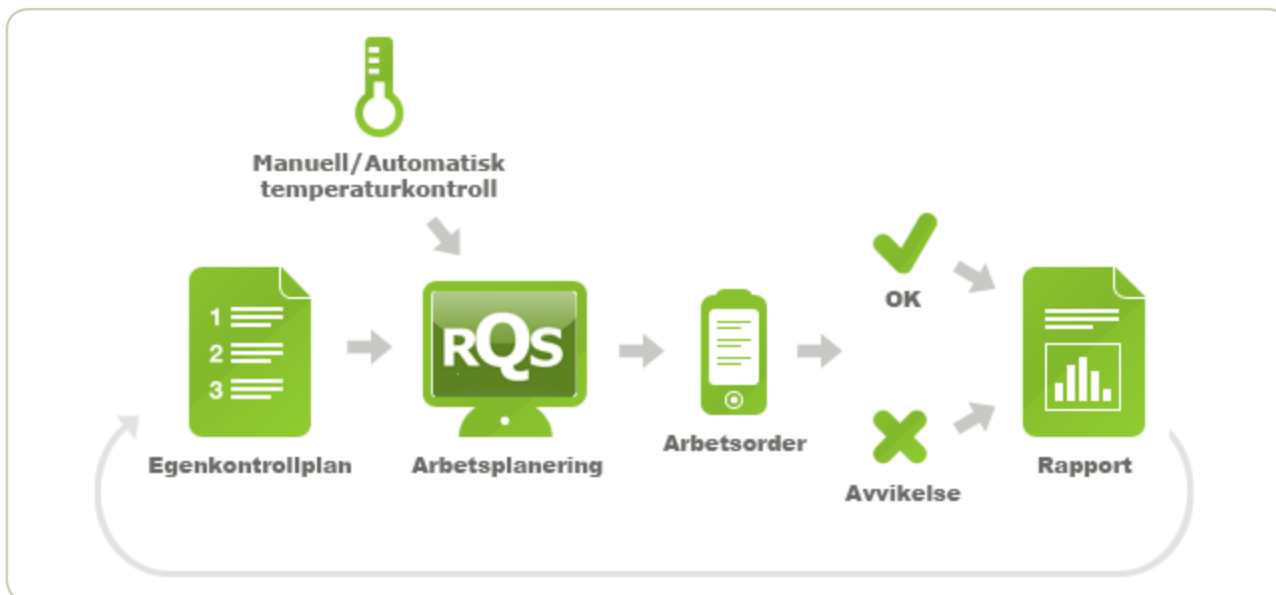 Manuell/Automatisk
temperaturkontroll
1
2
3
Egenkontrollplan
RQS
Arbetsplanering
Arbetsorder
OK
Avvikelse
Rapport